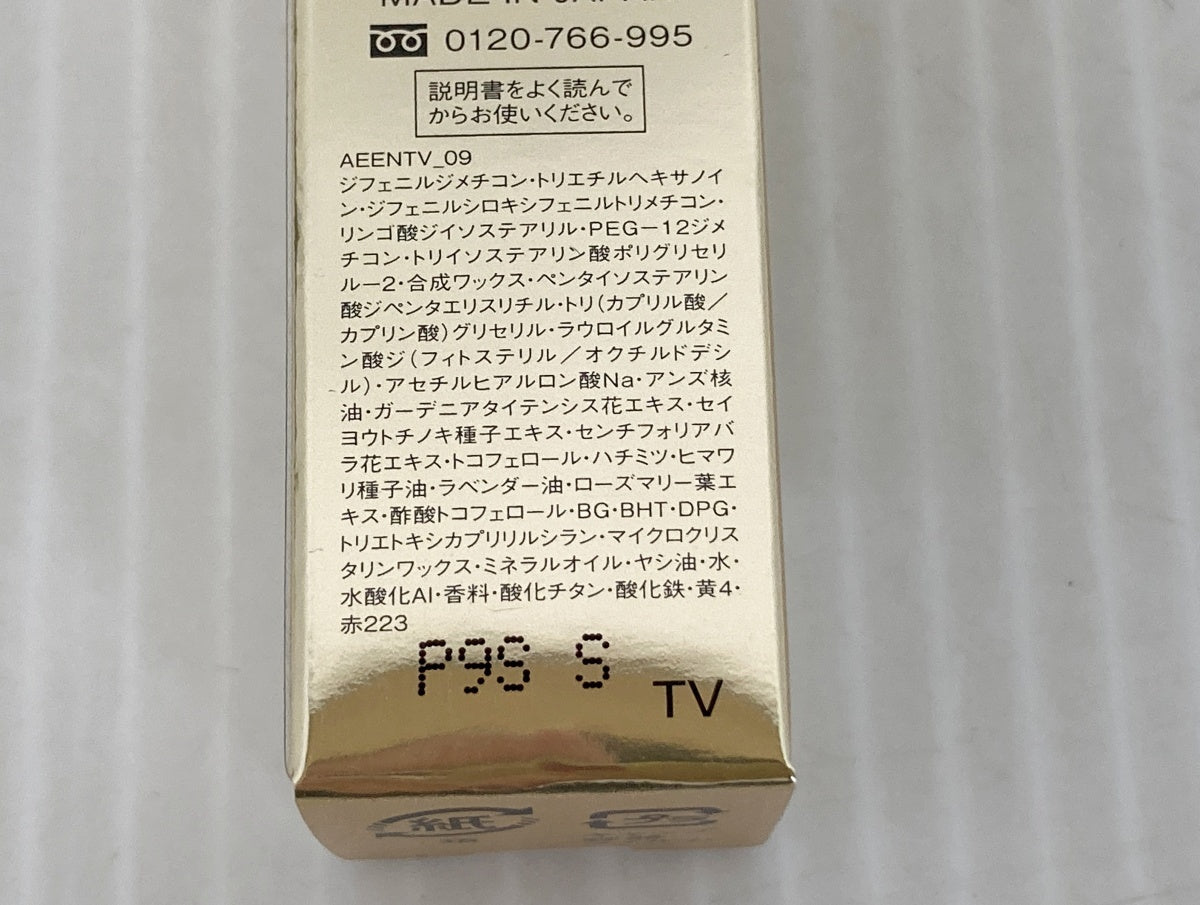 MADE IN JAPAN
0120-766-995
説明書をよく読んで
からお使いください。
AEENTV_09
ジフェニルジメチコン・トリエチルヘキサノイ
ン・ジフェニルシロキシフェニルトリメチコン・
リンゴ酸ジイソステアリル・PEG－12ジメ
チコン・トリイソステアリン酸ポリグリセリ
ルー2・合成ワックス・ペンタイソステアリン
酸ジペンタエリスリチル・トリ（カプリル酸／
カプリン酸）グリセリル・ラウロイルグルタミ
ン酸ジ（フィトステリル／オクチルドデシ
ル）・アセチルヒアルロン酸Na・アンズ核
油・ガーデニアタイテンシス花エキス・セイ
ヨウトチノキ種子エキス・センチフォリアバ
ラ花エキス・トコフェロール・ハチミツ・ヒマワ
リ種子油・ラベンダー油・ローズマリー葉エ
キス・酢酸トコフェロール・BG・BHT・DPG・
トリエトキシカプリリルシラン・マイクロクリス
タリンワックス・ミネラルオイル・ヤシ油・水・
水酸化Al・香料・酸化チタン・酸化鉄・黄4・
赤223
P9S S
TV
紙
プラ